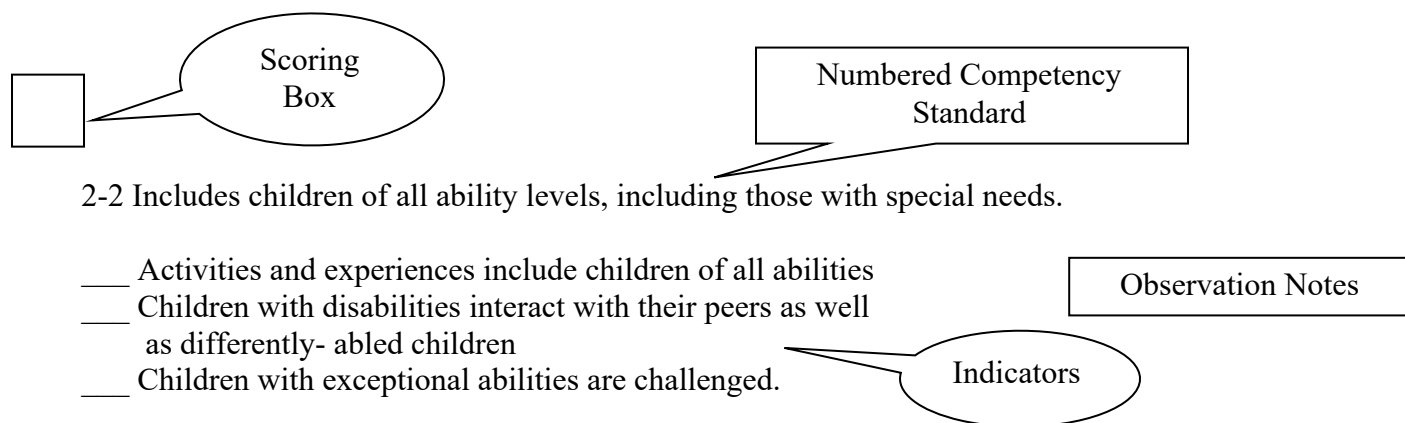 Scoring
Box
Numbered Competency
Standard
2-2 Includes children of all ability levels, including those with special needs.
___ Activities and experiences include children of all abilities
___ Children with disabilities interact with their peers as well
as differently- abled children
___ Children with exceptional abilities are challenged.
Observation Notes
Indicators